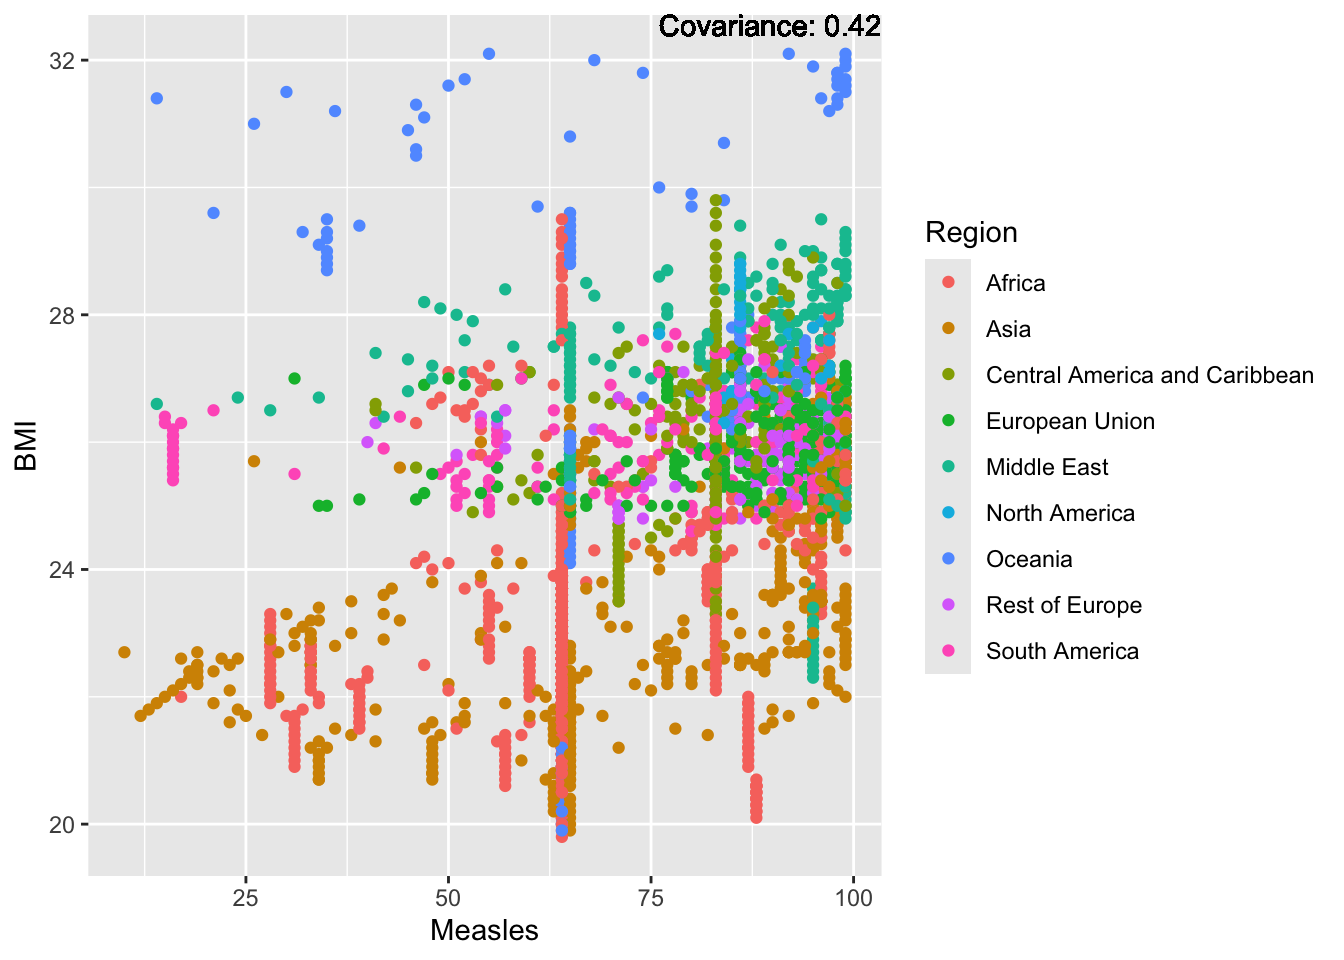 Covariance: 0.42
32
28
24
20
BMI
25 50 75 100
Measles
Region
Africa
Asia
Central America and Caribbean
European Union
Middle East
North America
Oceania
Rest of Europe
South America